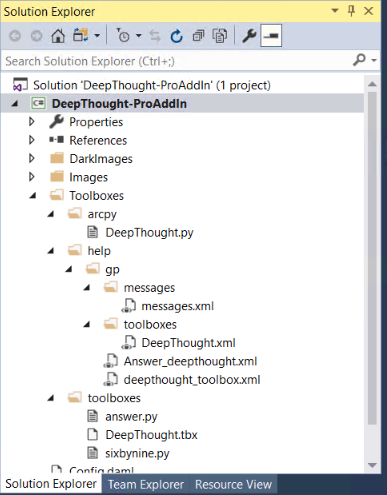 Solution Explorer
Search Solution Explorer (Ctrl+;)
Solution 'DeepThought-ProAddIn' (1 project)
DeepThought-ProAddIn
Properties
References
DarkImages
Images
Toolboxes
arcpy
DeepThought.py
help
gp
messages
messages.xml
toolboxes
DeepThought.xml
Answer_deepthought.xml
deepthought_toolbox.xml
toolboxes
answer.py
DeepThought.tbx
sixbynine.py
Config.daml
Solution Explorer Team Explorer Resource View